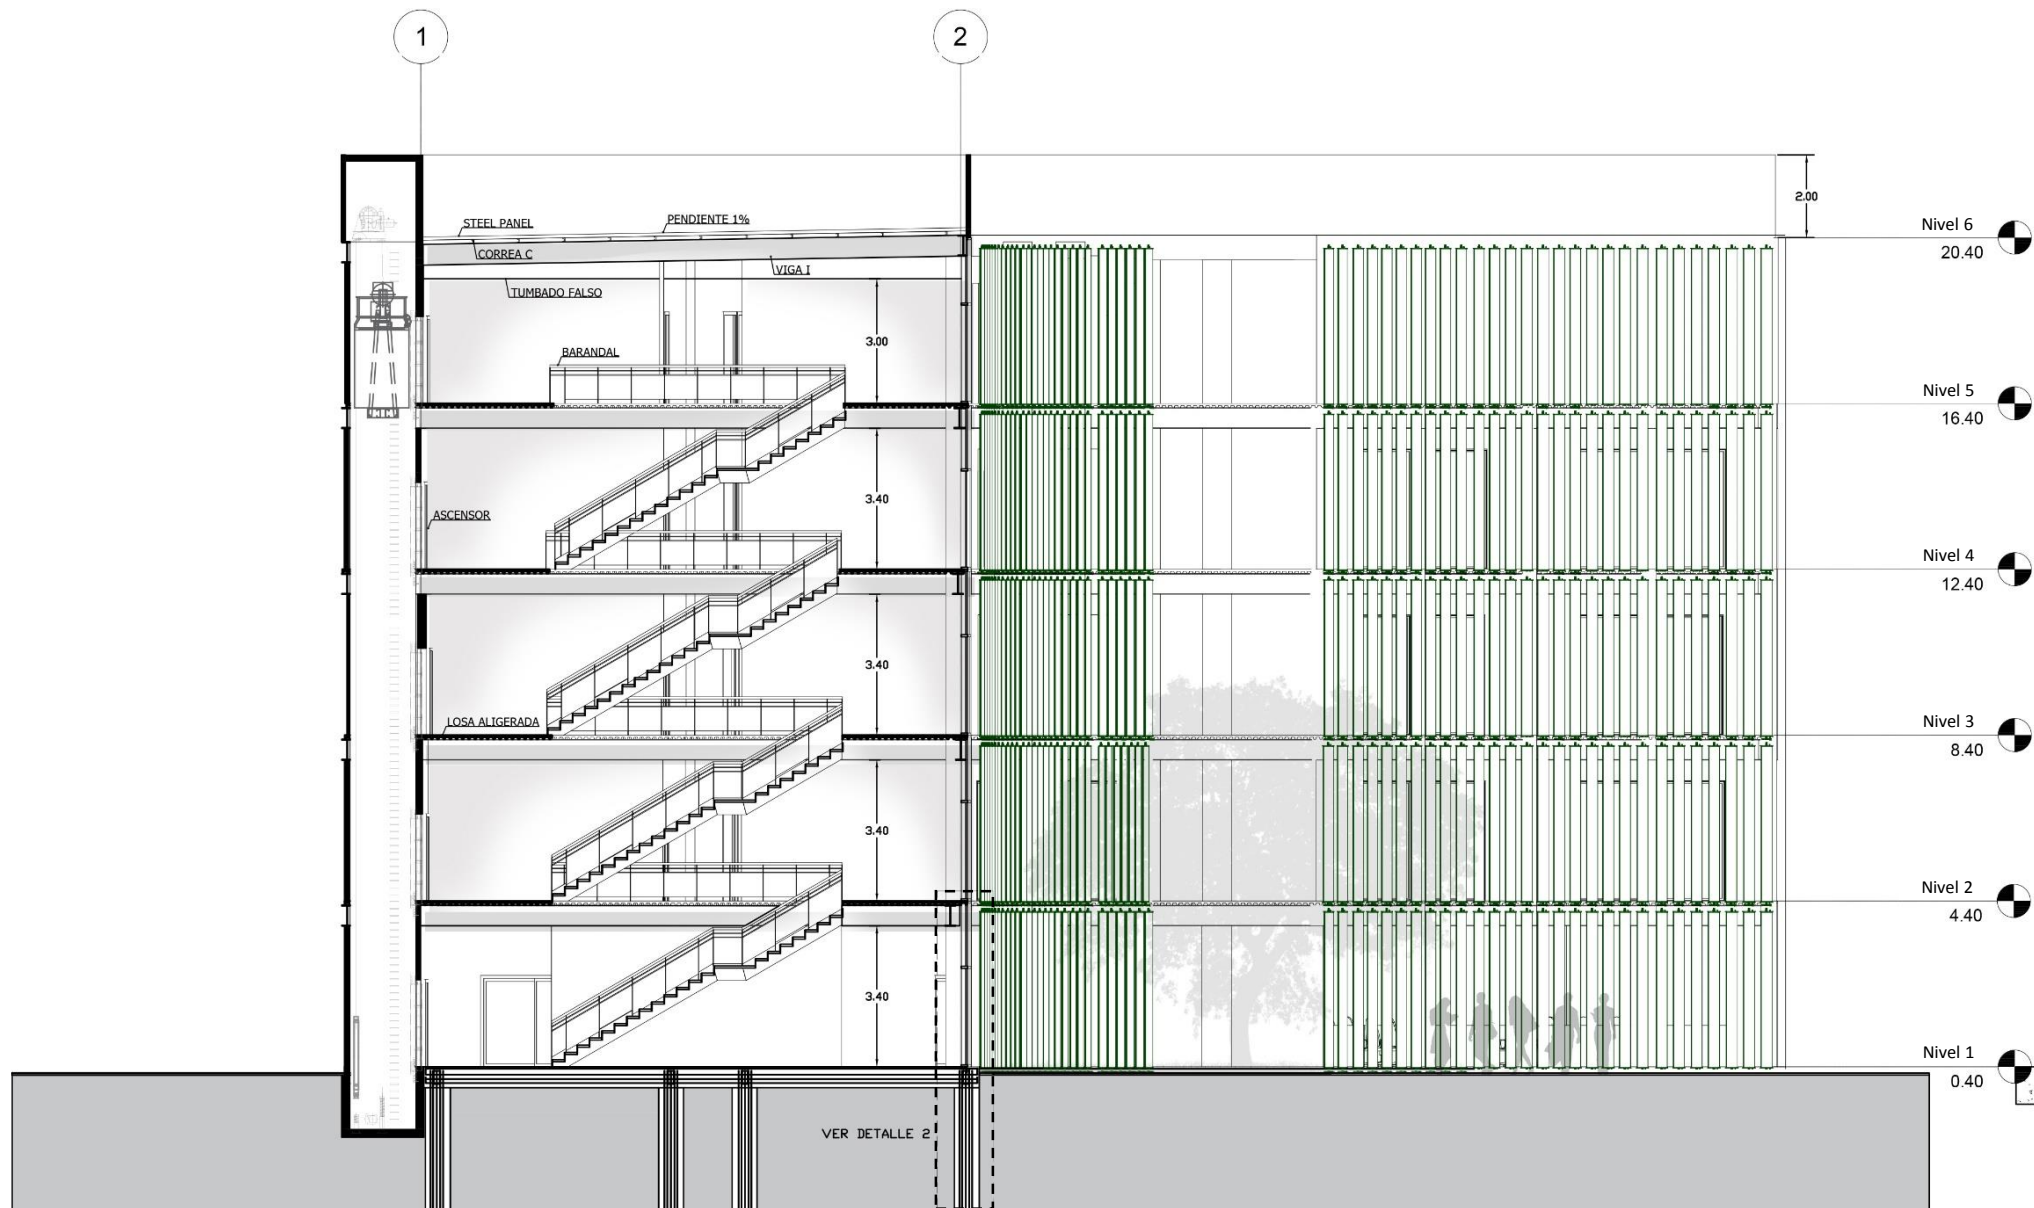 1
2
2.00
Nivel 6
20.40
STEEL PANEL
PENDIENTE 1%
CORREA C
VIGA I
TUMBADO FALSO
3.00
BARANDAL
Nivel 5
16.40
3.40
ASCENSOR
Nivel 4
12.40
3.40
LOSA ALIGERADA
Nivel 3
8.40
3.40
Nivel 2
4.40
3.40
Nivel 1
0.40
VER DETALLE 2